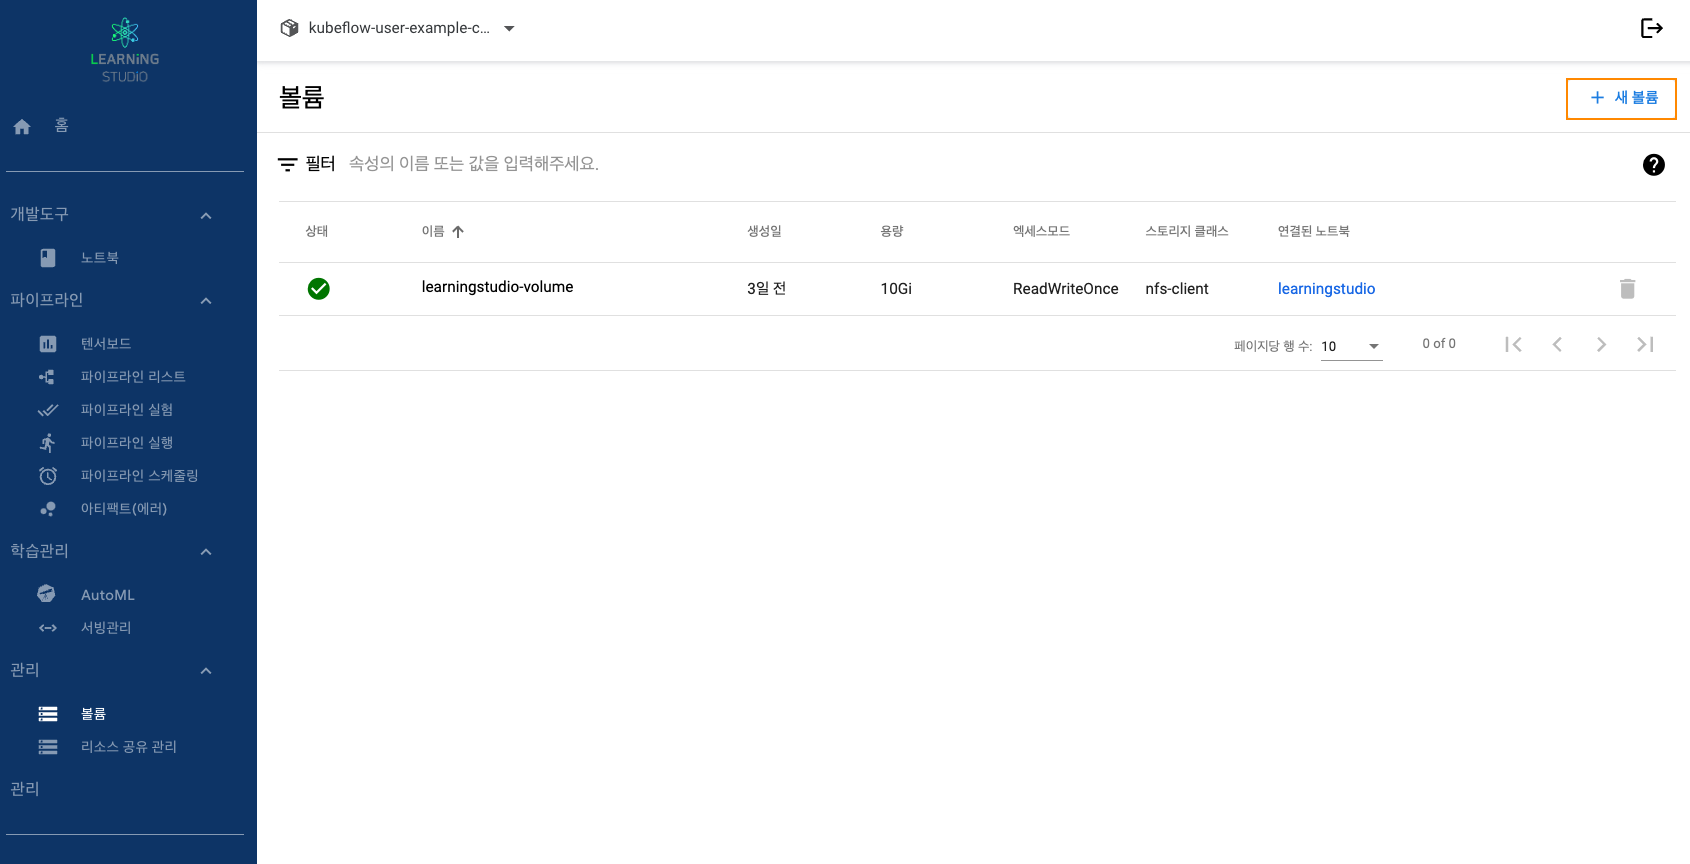 LEARNiNG
STUDiO
홈
개발도구
노트북
파이프라인
텐서보드
파이프라인 리스트
파이프라인 실험
파이프라인 실행
파이프라인 스케줄링
아티팩트(에러)
학습관리
AutoML
서빙관리
관리
볼륨
리소스 공유 관리
관리
kubeflow-user-example-c...
볼륨
새 볼륨
필터 속성의 이름 또는 값을 입력해주세요.
상태 이름 생성일 용량 엑세스모드 스토리지 클래스 연결된 노트북
learningstudio-volume 3일 전 10Gi ReadWriteOnce nfs-client learningstudio
페이지당 행 수: 10 0 of 0